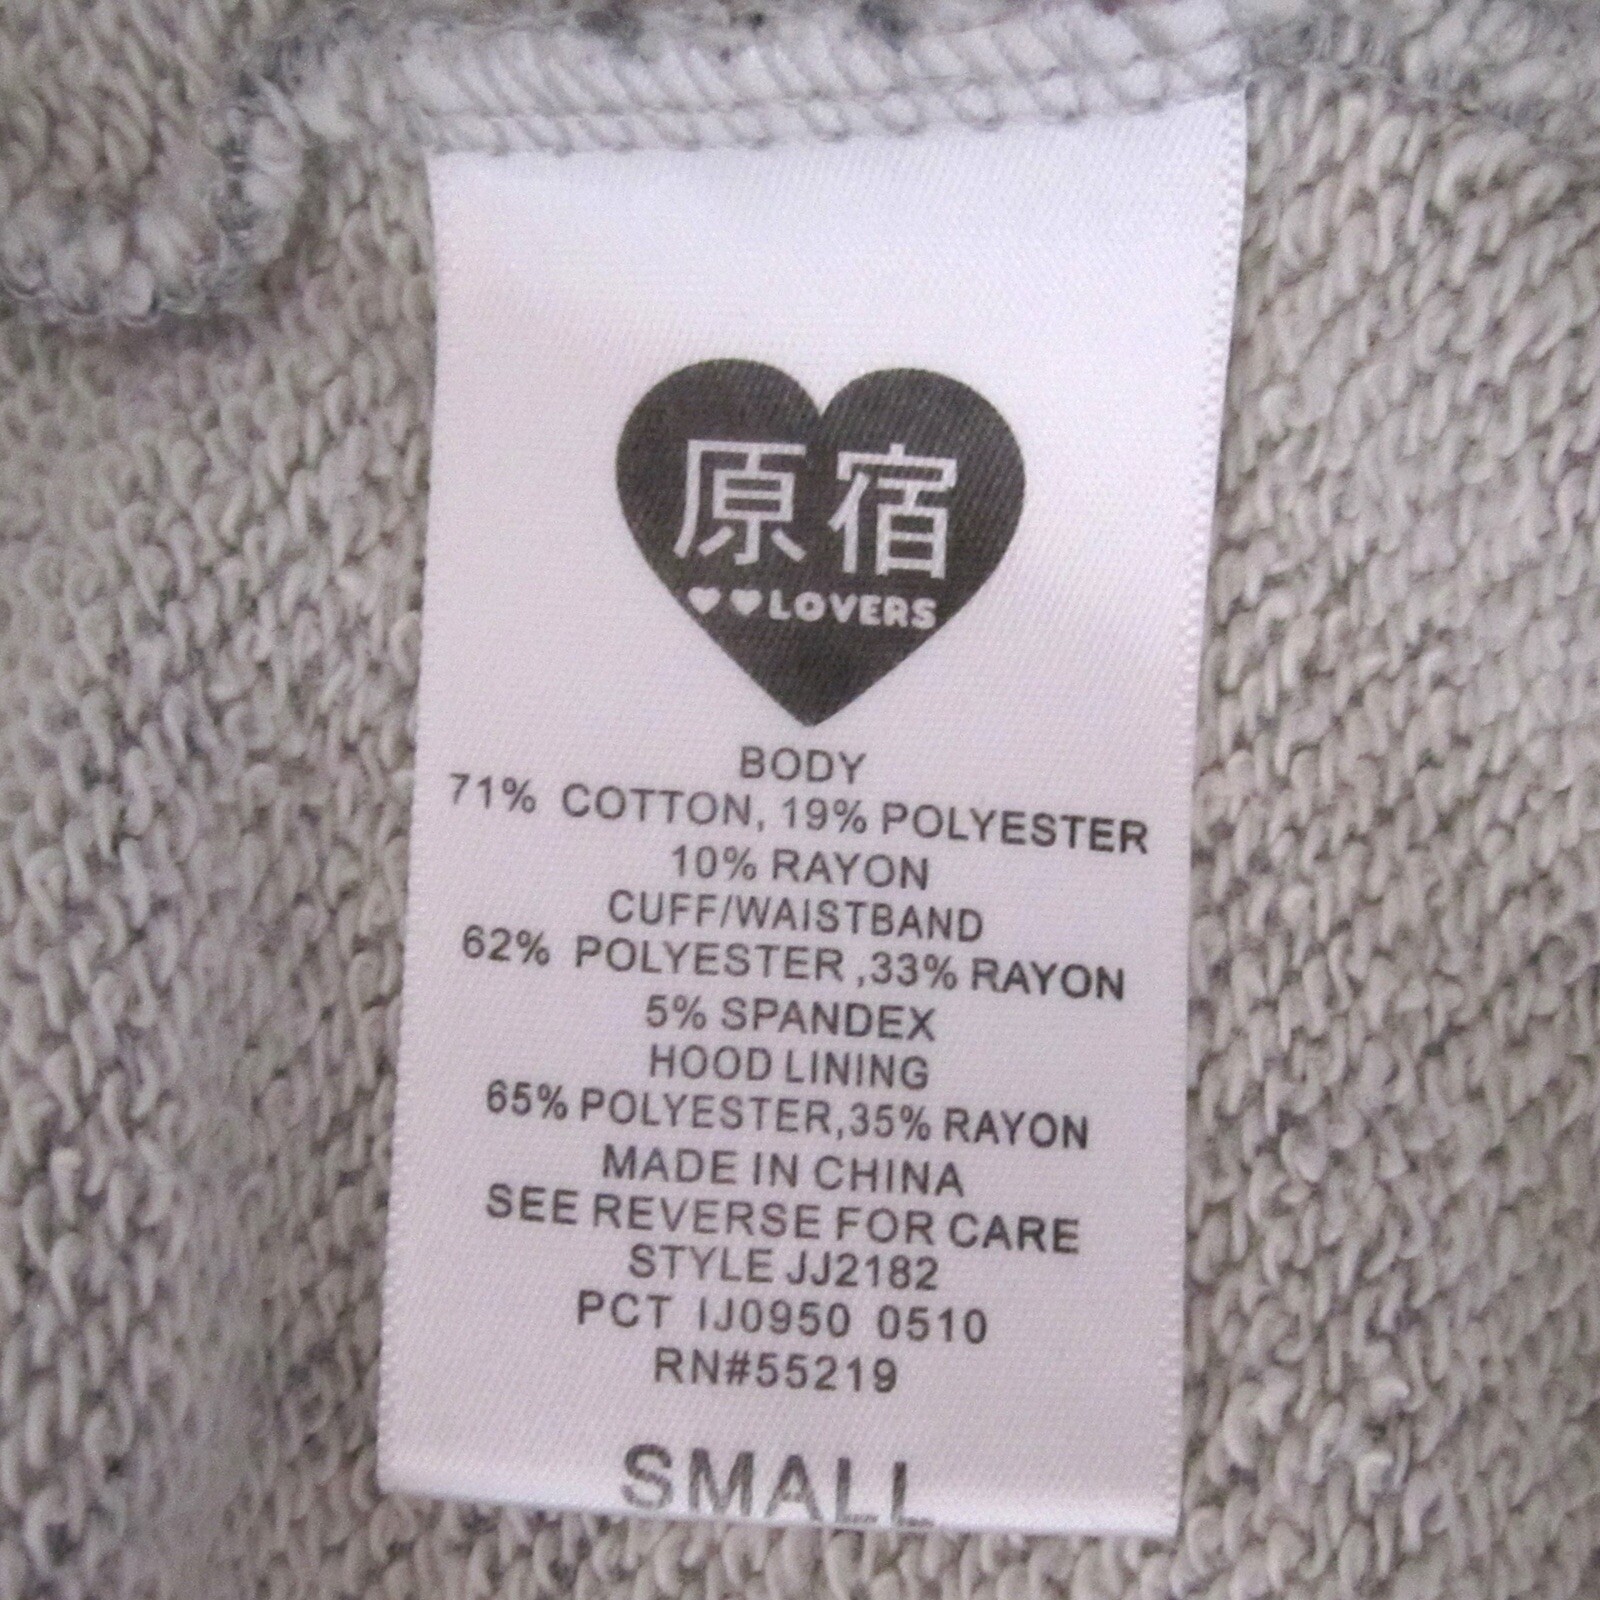 原宿
LOVERS
BODY
71% COTTON, 19% POLYESTER
10% RAYON
CUFF/WAISTBAND
62% POLYESTER ,33% RAYON
5% SPANDEX
HOOD LINING
65% POLYESTER,35% RAYON
MADE IN CHINA
SEE REVERSE FOR CARE
STYLE JJ2182
PCT IJ0950 0510
RN#55219
SMALL